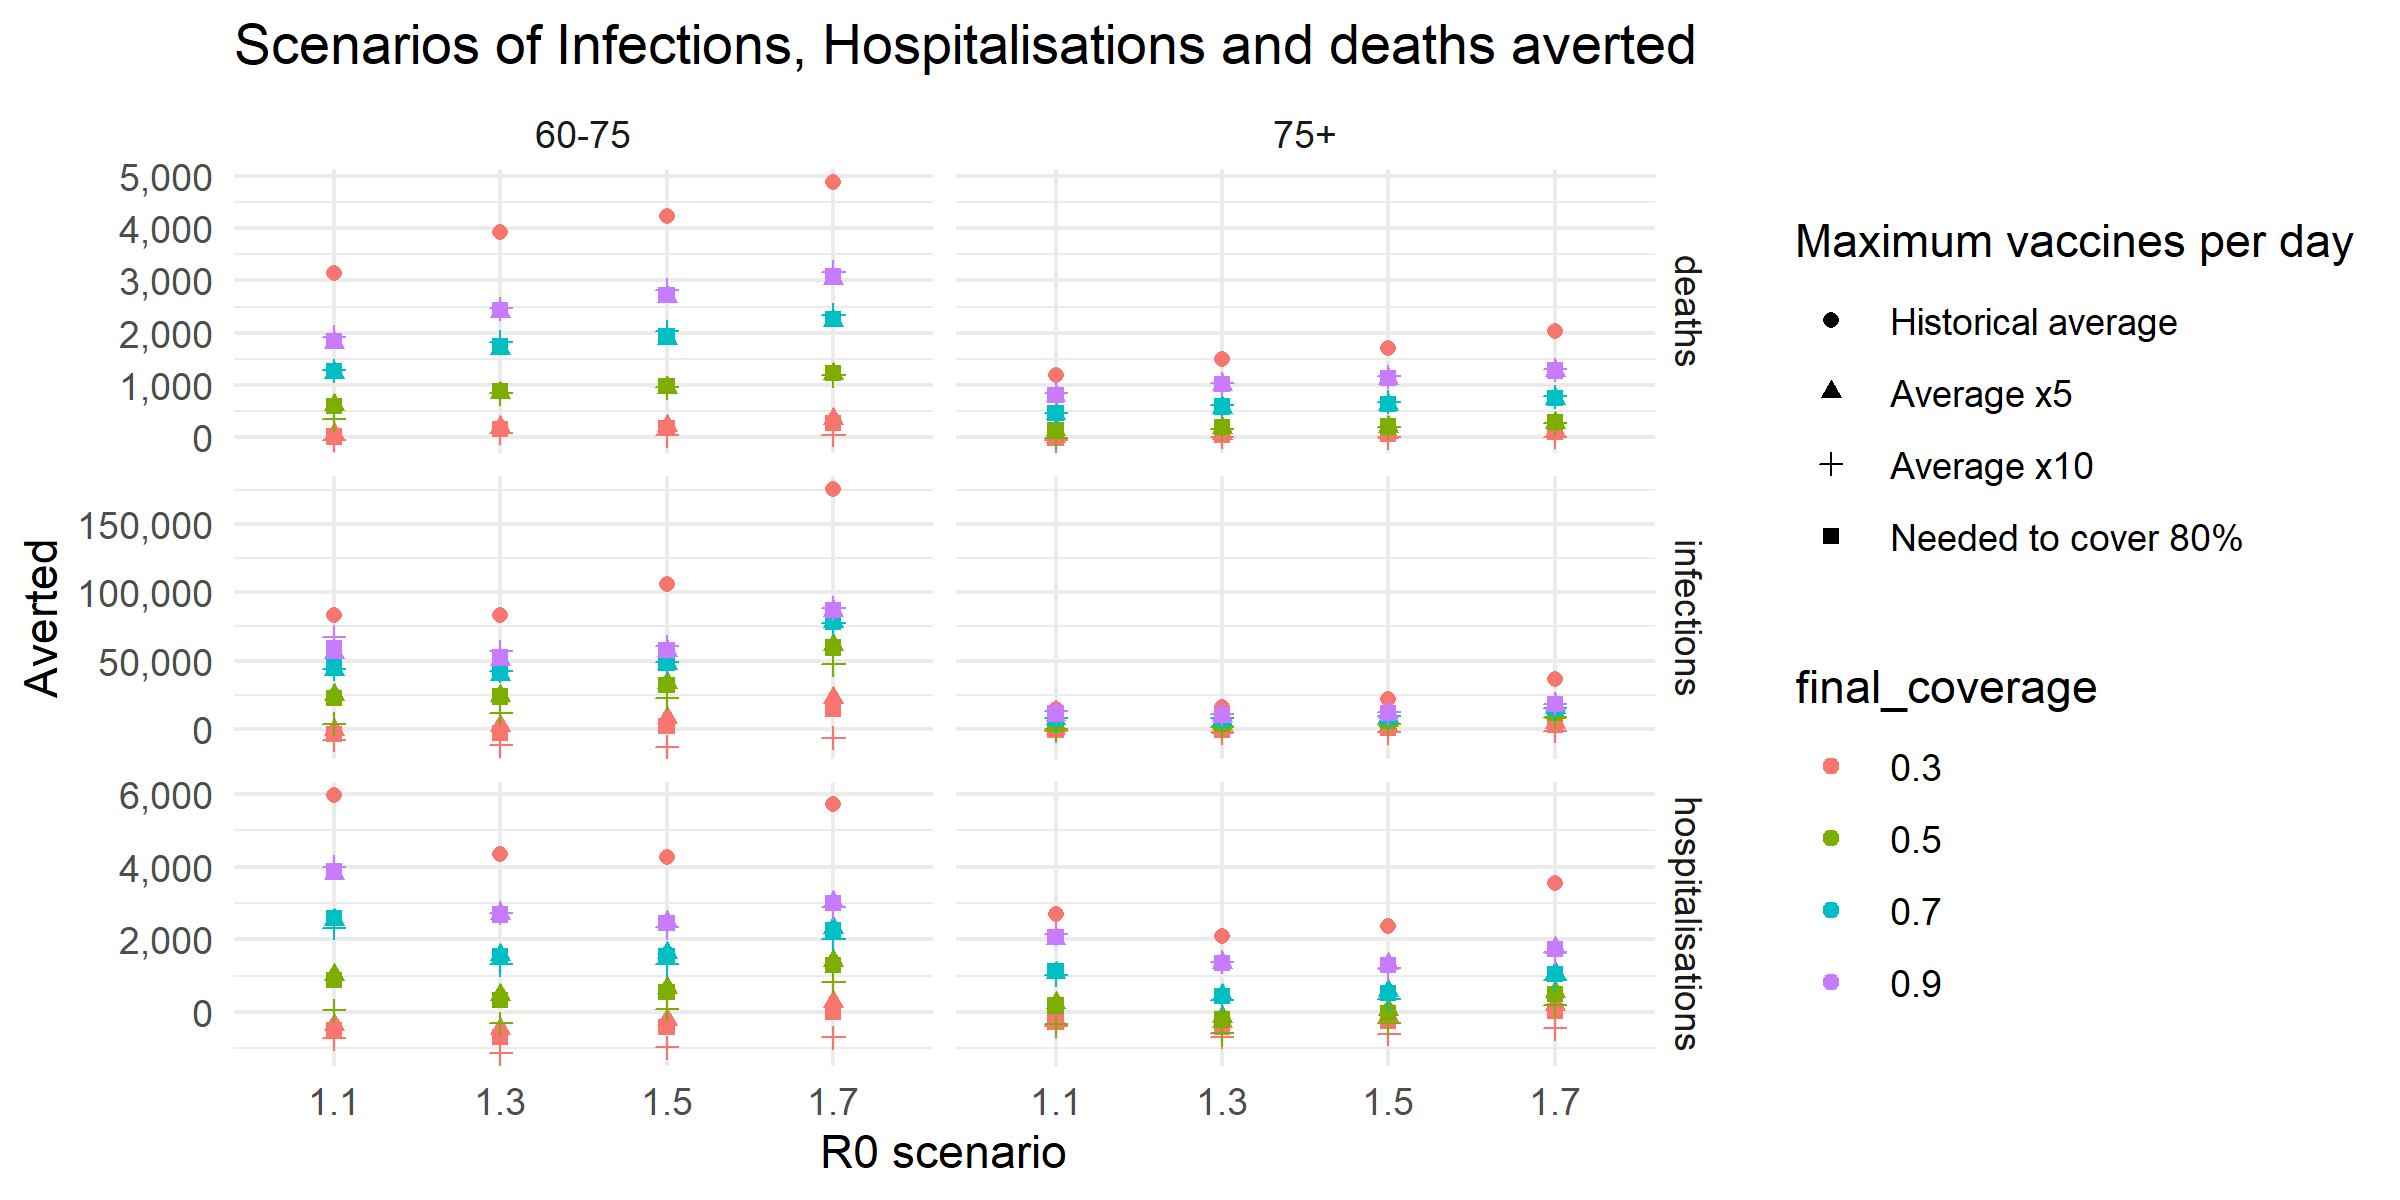 Scenarios of Infections, Hospitalisations and deaths averted
60-75
75+
5,000
4,000
3,000
2,000
1,000
0
deaths
150,000
100,000
50,000
0
infections
6,000
4,000
2,000
0
hospitalisations
Averted
1.1 1.3 1.5 1.7
1.1 1.3 1.5 1.7
R0 scenario
Maximum vaccines per day
Historical average
Average x5
Average x10
Needed to cover 80%
final_coverage
0.3
0.5
0.7
0.9